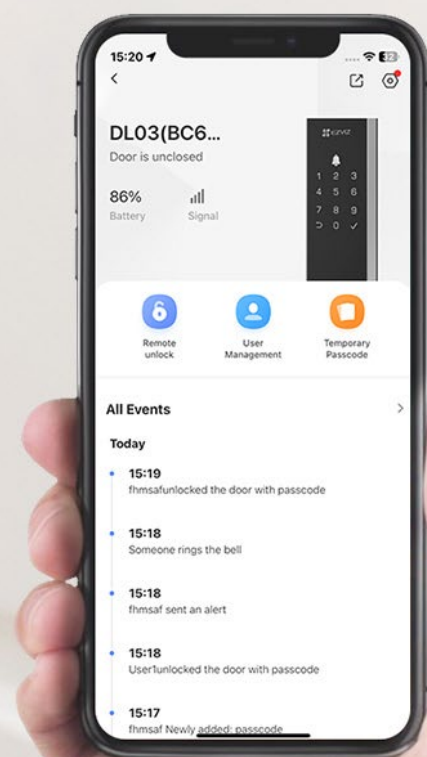 15:20
32
DL03(BC6...
Door is unclosed
86%
Battery
Signal
EZVIZ
1 2 3
4 5 6
7 8 9
0
Remote
unlock
User
Management
Temporary
Passcode
All Events
Today
15:19
fhmsafunlocked the door with passcode
15:18
Someone rings the bell
15:18
fhmsaf sent an alert
15:18
User1unlocked the door with passcode
15:17
fhmsaf Newly added: passcode